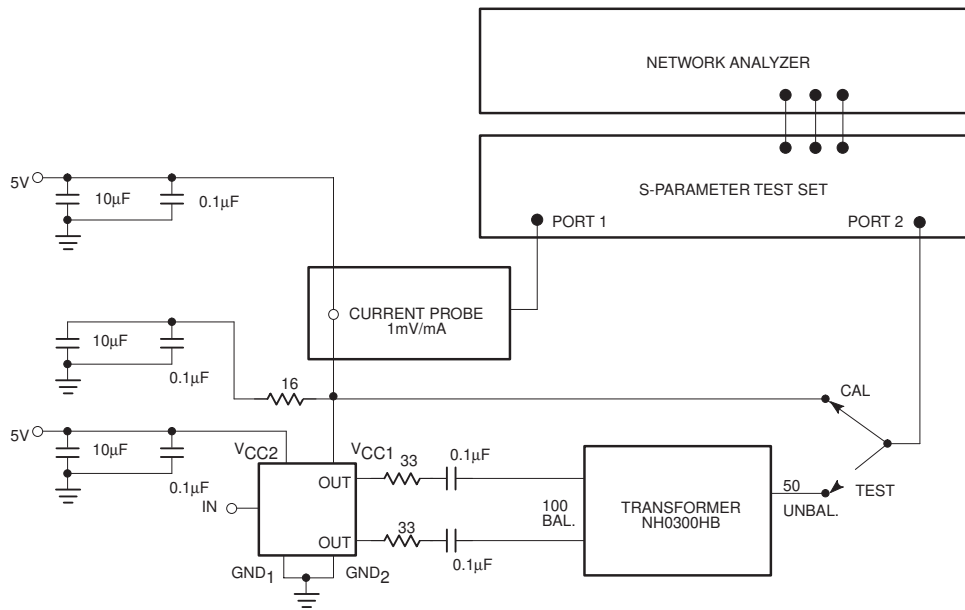 NETWORK ANALYZER
S-PARAMETER TEST SET
PORT 1
PORT 2
5V
10μF
0.1μF
CURRENT PROBE
1mV/mA
10μF
0.1μF
16
CAL
5V
10μF
0.1μF
VCC2
VCC1
33
0.1μF
OUT
IN
OUT
33
0.1μF
GND1
GND2
100
BAL.
TRANSFORMER
NH0300HB
50
UNBAL.
TEST